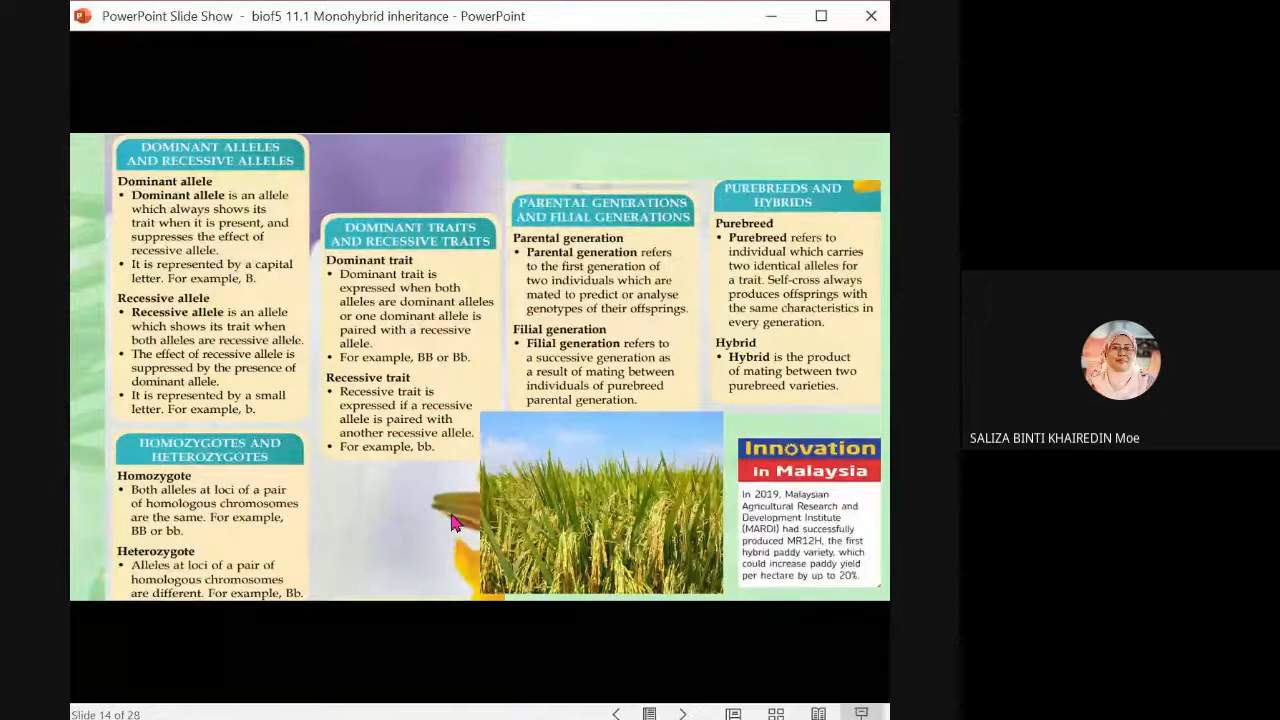 PowerPoint Slide Show - biof5 11.1 Monohybrid inheritance - PowerPoint
DOMINANT ALLELES
AND RECESSIVE ALLELES
Dominant allele
• Dominant allele is an allele
which always shows its
trait when it is present, and
suppresses the effect of
recessive allele.
• It is represented by a capital
letter. For example, B.
Recessive allele
• Recessive allele is an allele
which shows its trait when
both alleles are recessive allele.
• The effect of recessive allele is
suppressed by the presence of
dominant allele.
• It is represented by a small
letter. For example, b.
HOMOZYGOTES AND
HETEROZYGOTES
Homozygote
• Both alleles at loci of a pair
of homologous chromosomes
are the same. For example,
BB or bb.
Heterozygote
• Alleles at loci of a pair of
homologous chromosomes
are different. For example, Bb.
DOMINANT TRAITS
AND RECESSIVE TRAITS
Dominant trait
• Dominant trait is
expressed when both
alleles are dominant alleles
or one dominant allele is
paired with a recessive
allele.
• For example, BB or Bb.
Recessive trait
• Recessive trait is
expressed if a recessive
allele is paired with
another recessive allele.
• For example, bb.
PARENTAL GENERATIONS
AND FILIAL GENERATIONS
Parental generation
• Parental generation refers
to the first generation of
two individuals which are
mated to predict or analyse
genotypes of their offsprings.
Filial generation
• Filial generation refers to
a successive generation as
a result of mating between
individuals of purebreed
parental generation.
PUREBREEDS AND
HYBRIDS
Purebreed
• Purebreed refers to
individual which carries
two identical alleles for
a trait. Self-cross always
produces offsprings with
the same characteristics in
every generation.
Hybrid
• Hybrid is the product
of mating between two
purebreed varieties.
Innovation
in Malaysia
In 2019, Malaysian
Agricultural Research and
Development Institute
(MARDI) had successfully
produced MR12H, the first
hybrid paddy variety, which
could increase paddy yield
per hectare by up to 20%.
SALIZA BINTI KHAIREDIN Moe
Slide 14 of 28